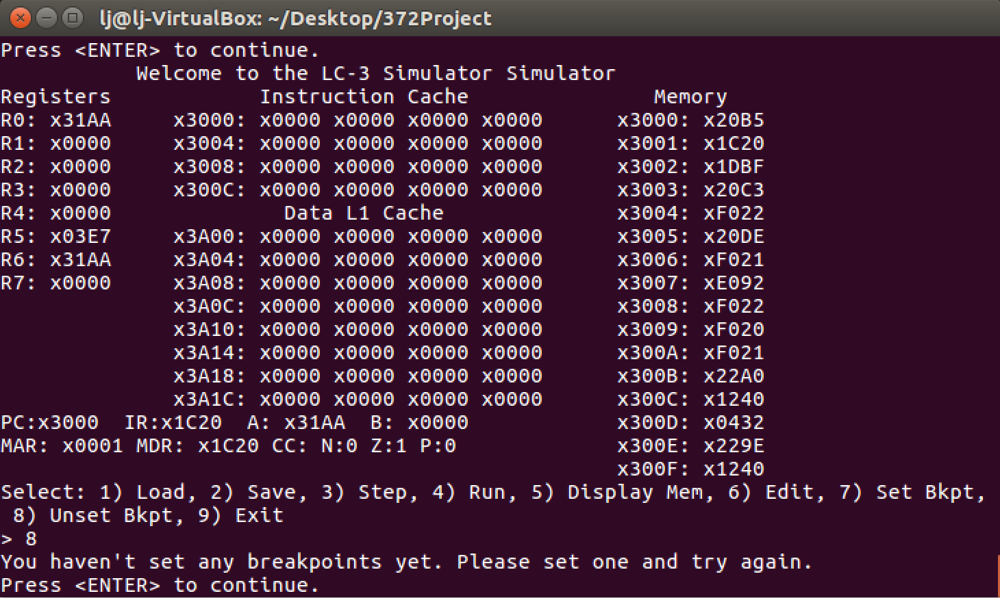 lj@lj-VirtualBox: ~/Desktop/372Project
Press <ENTER> to continue.
Welcome to the LC-3 Simulator Simulator
Registers Instruction Cache Memory
R0: x31AA x3000: x0000 x0000 x0000 x0000 x3000: x20B5
R1: x0000 x3004: x0000 x0000 x0000 x0000 x3001: x1C20
R2: x0000 x3008: x0000 x0000 x0000 x0000 x3002: x1DBF
R3: x0000 x300C: x0000 x0000 x0000 x0000 x3003: x20C3
R4: x0000 Data L1 Cache x3004: xF022
R5: x03E7 x3A00: x0000 x0000 x0000 x0000 x3005: x20DE
R6: x31AA x3A04: x0000 x0000 x0000 x0000 x3006: xF021
R7: x0000 x3A08: x0000 x0000 x0000 x0000 x3007: xE092
x3A0C: x0000 x0000 x0000 x0000 x3008: xF022
x3A10: x0000 x0000 x0000 x0000 x3009: xF020
x3A14: x0000 x0000 x0000 x0000 x300A: xF021
x3A18: x0000 x0000 x0000 x0000 x300B: x22A0
x3A1C: x0000 x0000 x0000 x0000 x300C: x1240
PC:x3000 IR:x1C20 A: x31AA B: x0000 x300D: x0432
MAR: x0001 MDR: x1C20 CC: N:0 Z:1 P:0 x300E: x229E
x300F: x1240
Select: 1) Load, 2) Save, 3) Step, 4) Run, 5) Display Mem, 6) Edit, 7) Set Bkpt,
8) Unset Bkpt, 9) Exit
> 8
You haven't set any breakpoints yet. Please set one and try again.
Press <ENTER> to continue.